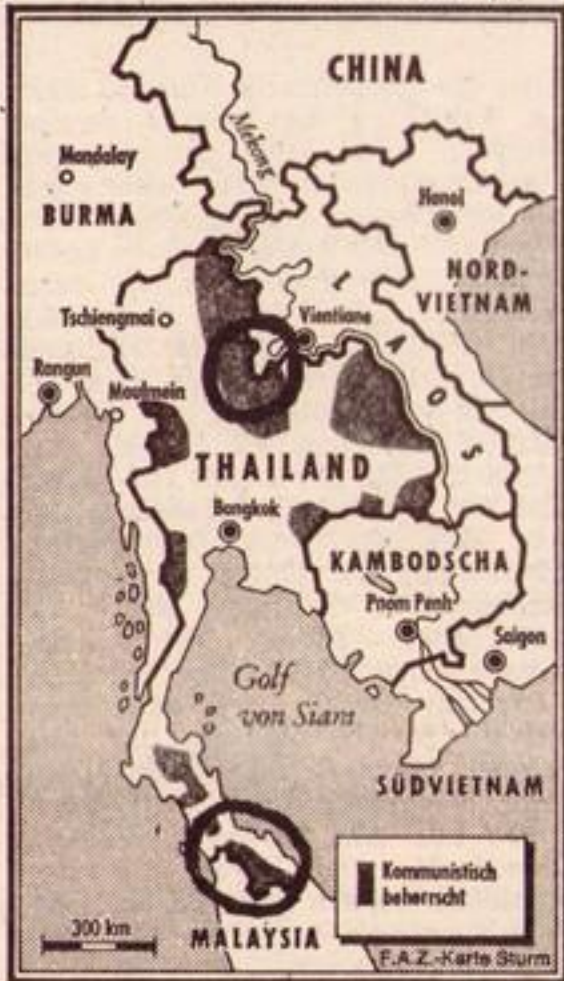 CHINA
Mekong
Mandalay
BURMA
Hanoi
NORD-
VIETNAM
LAOS
Tschiengmai
Vientiane
Rangun
Moulmein
THAILAND
Bangkok
KAMBODSCHA
Pnom Penh
Saigon
Golf
von Siam
SÜDVIETNAM
Kommunistisch
beherrscht
300 km
MALAYSIA
F.A.Z.-Karte Sturm